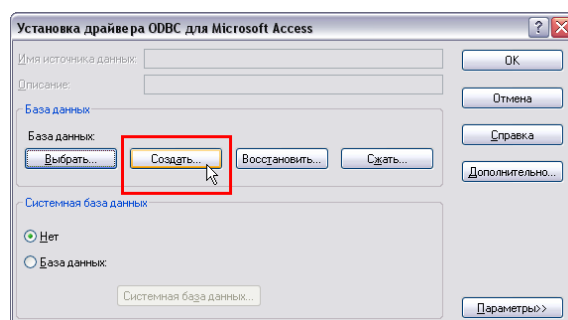 Установка драйвера ODBC для Microsoft Access
Имя источника данных:
OK
Описание:
Отмена
База данных
База данных:
Справка
Выбрать... Создать... Восстановить... Сжать...
Дополнительно...
Системная база данных
Нет
База данных:
Системная база данных...
Параметры>>